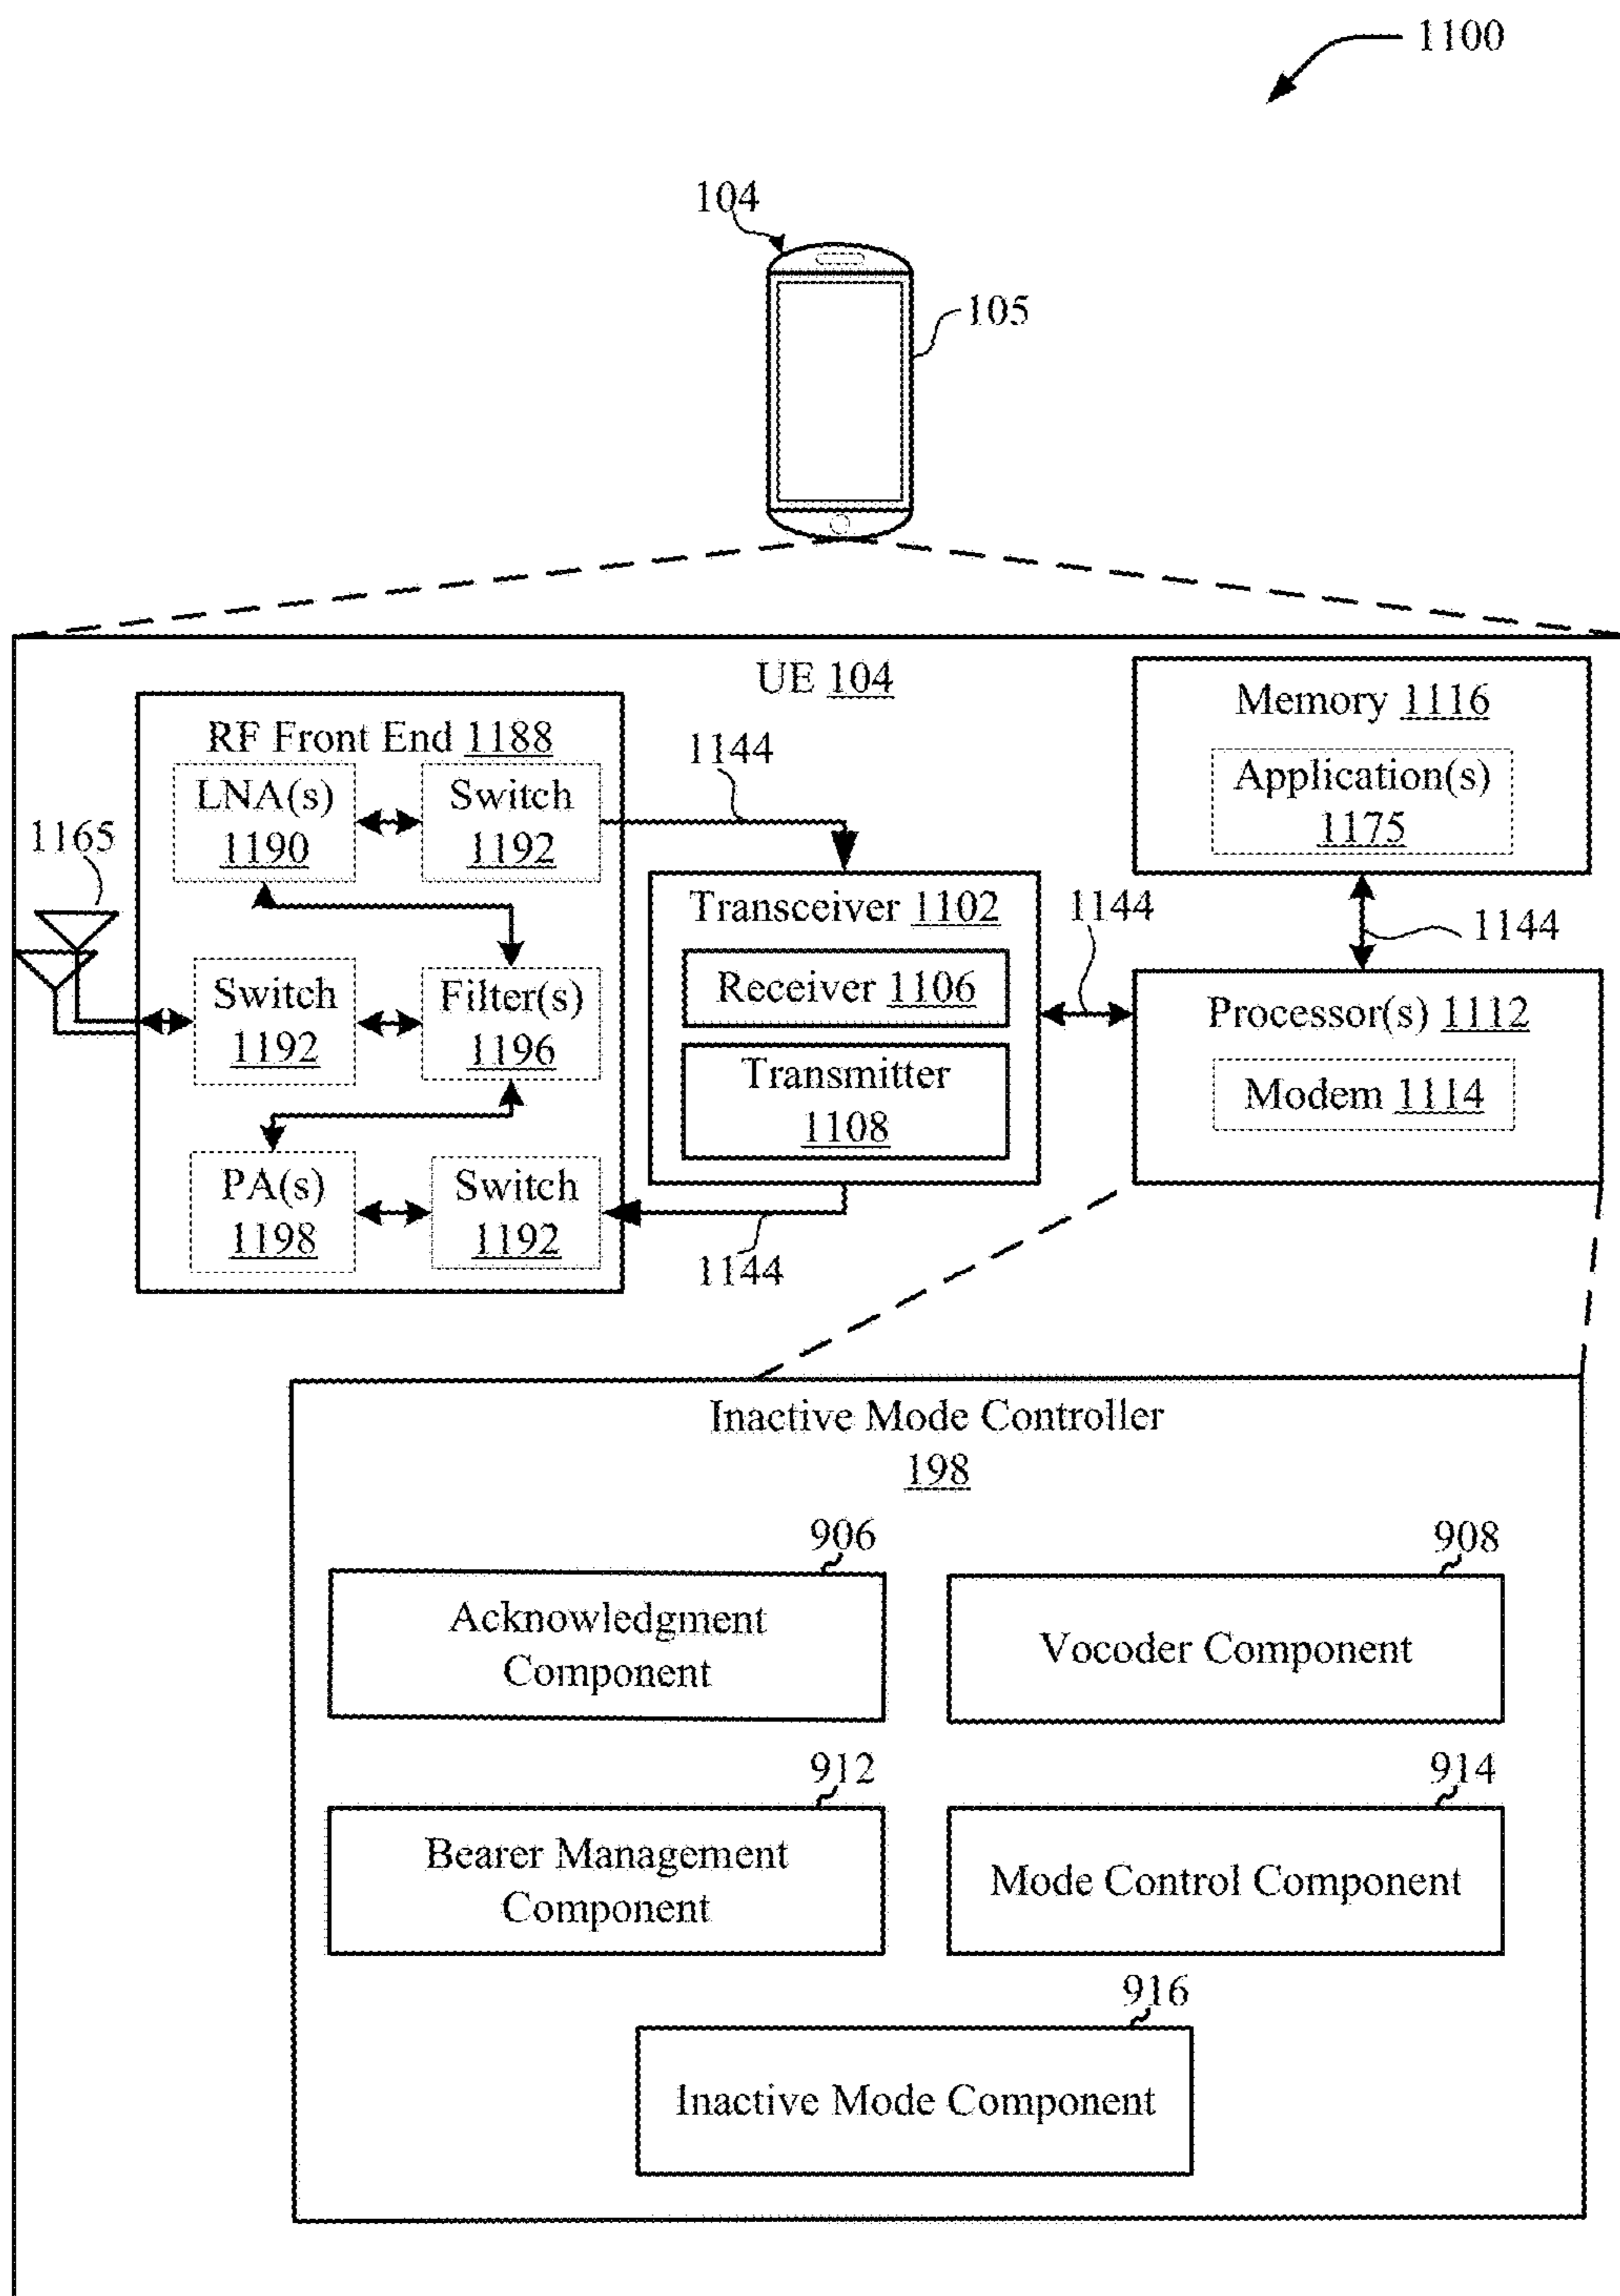 1100
104
105
UE 104
RF Front End 1188
LNA(s)
1190
Switch
1192
1144
1165
Switch
1192
Filter(s)
1196
PA(s)
1198
Switch
1192
1144
Transceiver 1102
Receiver 1106
Transmitter
1108
1144
Memory 1116
Application(s)
1175
1144
Processor(s) 1112
Modem 1114
Inactive Mode Controller
198
906
Acknowledgment
Component
908
Vocoder Component
912
Bearer Management
Component
914
Mode Control Component
916
Inactive Mode Component